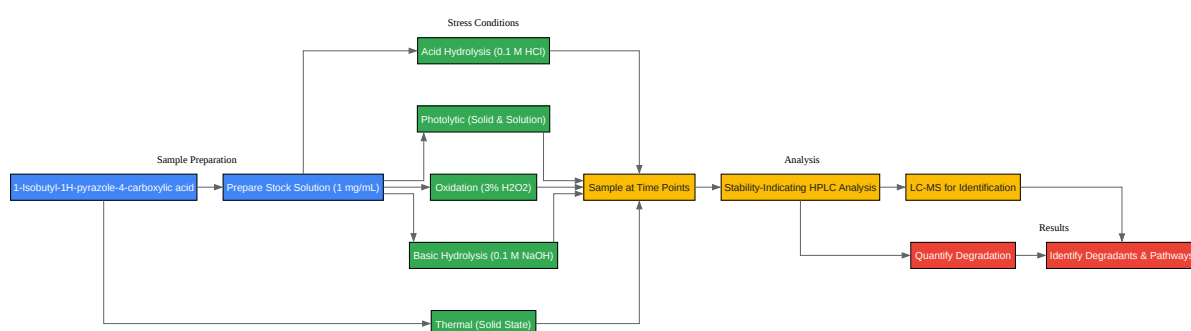 Stress Conditions
Acid Hydrolysis (0.1 M HCl)
Photolytic (Solid & Solution)
Sample Preparation
Analysis
1-Isobutyl-1H-pyrazole-4-carboxylic acid
Prepare Stock Solution (1 mg/mL)
Oxidation (3% H2O2)
Sample at Time Points
Stability-Indicating HPLC Analysis
LC-MS for Identification
Results
Basic Hydrolysis (0.1 M NaOH)
Quantify Degradation
Identify Degradants & Pathways
Thermal (Solid State)